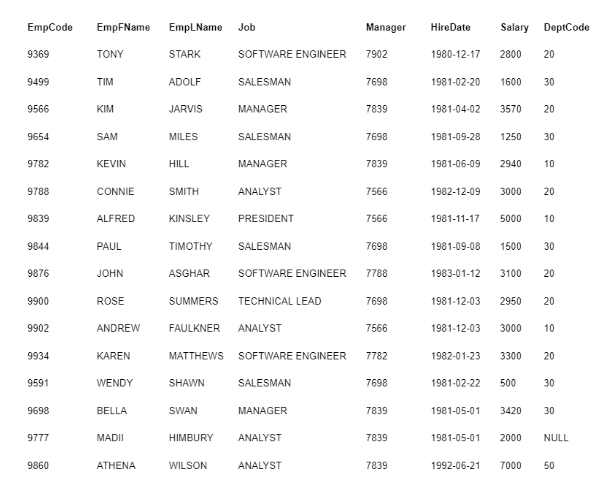 EmpCode EmpFName EmpLName Job Manager HireDate Salary DeptCode
9369 TONY STARK SOFTWARE ENGINEER 7902 1980-12-17 2800 20
9499 TIM ADOLF SALESMAN 7698 1981-02-20 1600 30
9566 KIM JARVIS MANAGER 7839 1981-04-02 3570 20
9654 SAM MILES SALESMAN 7698 1981-09-28 1250 30
9782 KEVIN HILL MANAGER 7839 1981-06-09 2940 10
9788 CONNIE SMITH ANALYST 7566 1982-12-09 3000 20
9839 ALFRED KINSLEY PRESIDENT 7566 1981-11-17 5000 10
9844 PAUL TIMOTHY SALESMAN 7698 1981-09-08 1500 30
9876 JOHN ASGHAR SOFTWARE ENGINEER 7788 1983-01-12 3100 20
9900 ROSE SUMMERS TECHNICAL LEAD 7698 1981-12-03 2950 20
9902 ANDREW FAULKNER ANALYST 7566 1981-12-03 3000 10
9934 KAREN MATTHEWS SOFTWARE ENGINEER 7782 1982-01-23 3300 20
9591 WENDY SHAWN SALESMAN 7698 1981-02-22 500 30
9698 BELLA SWAN MANAGER 7839 1981-05-01 3420 30
9777 MADII HIMBURY ANALYST 7839 1981-05-01 2000 NULL
9860 ATHENA WILSON ANALYST 7839 1992-06-21 7000 50